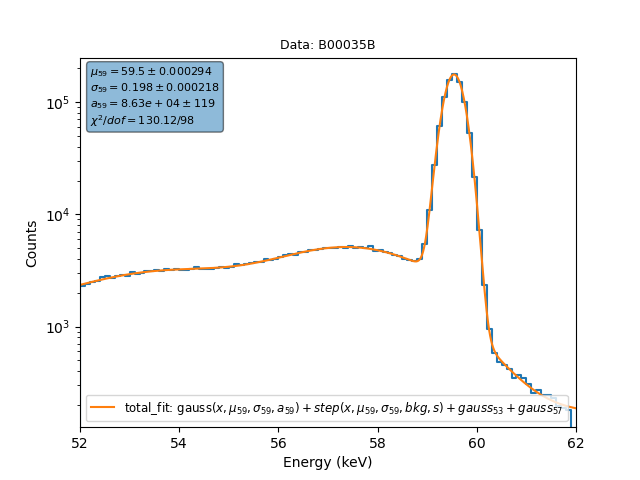 Data: B00035B
μ₅₉ = 59.5 ± 0.000294
σ₅₉ = 0.198 ± 0.000218
a₅₉ = 8.63e + 04 ± 119
χ²/dof = 130.12/98
10⁵
10⁴
10³
Counts
total_fit: gauss(x, μ₅₉, σ₅₉, a₅₉) + step(x, μ₅₉, σ₅₉, bkg, s) + gauss₅₃ + gauss₅₇
52 54 56 58 60 62
Energy (keV)